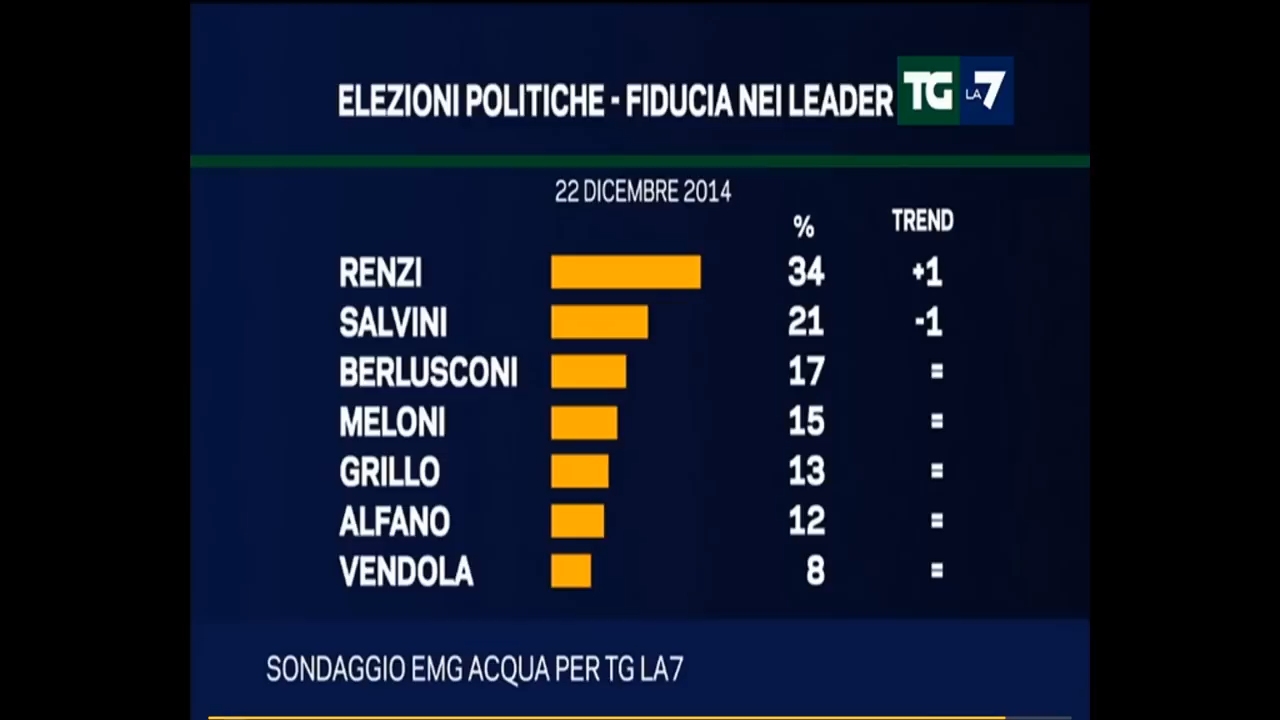 ELEZIONI POLITICHE - FIDUCIA NEI LEADER TG LA7
22 DICEMBRE 2014
% TREND
RENZI 34 +1
SALVINI 21 -1
BERLUSCONI 17 =
MELONI 15 =
GRILLO 13 =
ALFANO 12 =
VENDOLA 8 =
SONDAGGIO EMG ACQUA PER TG LA7